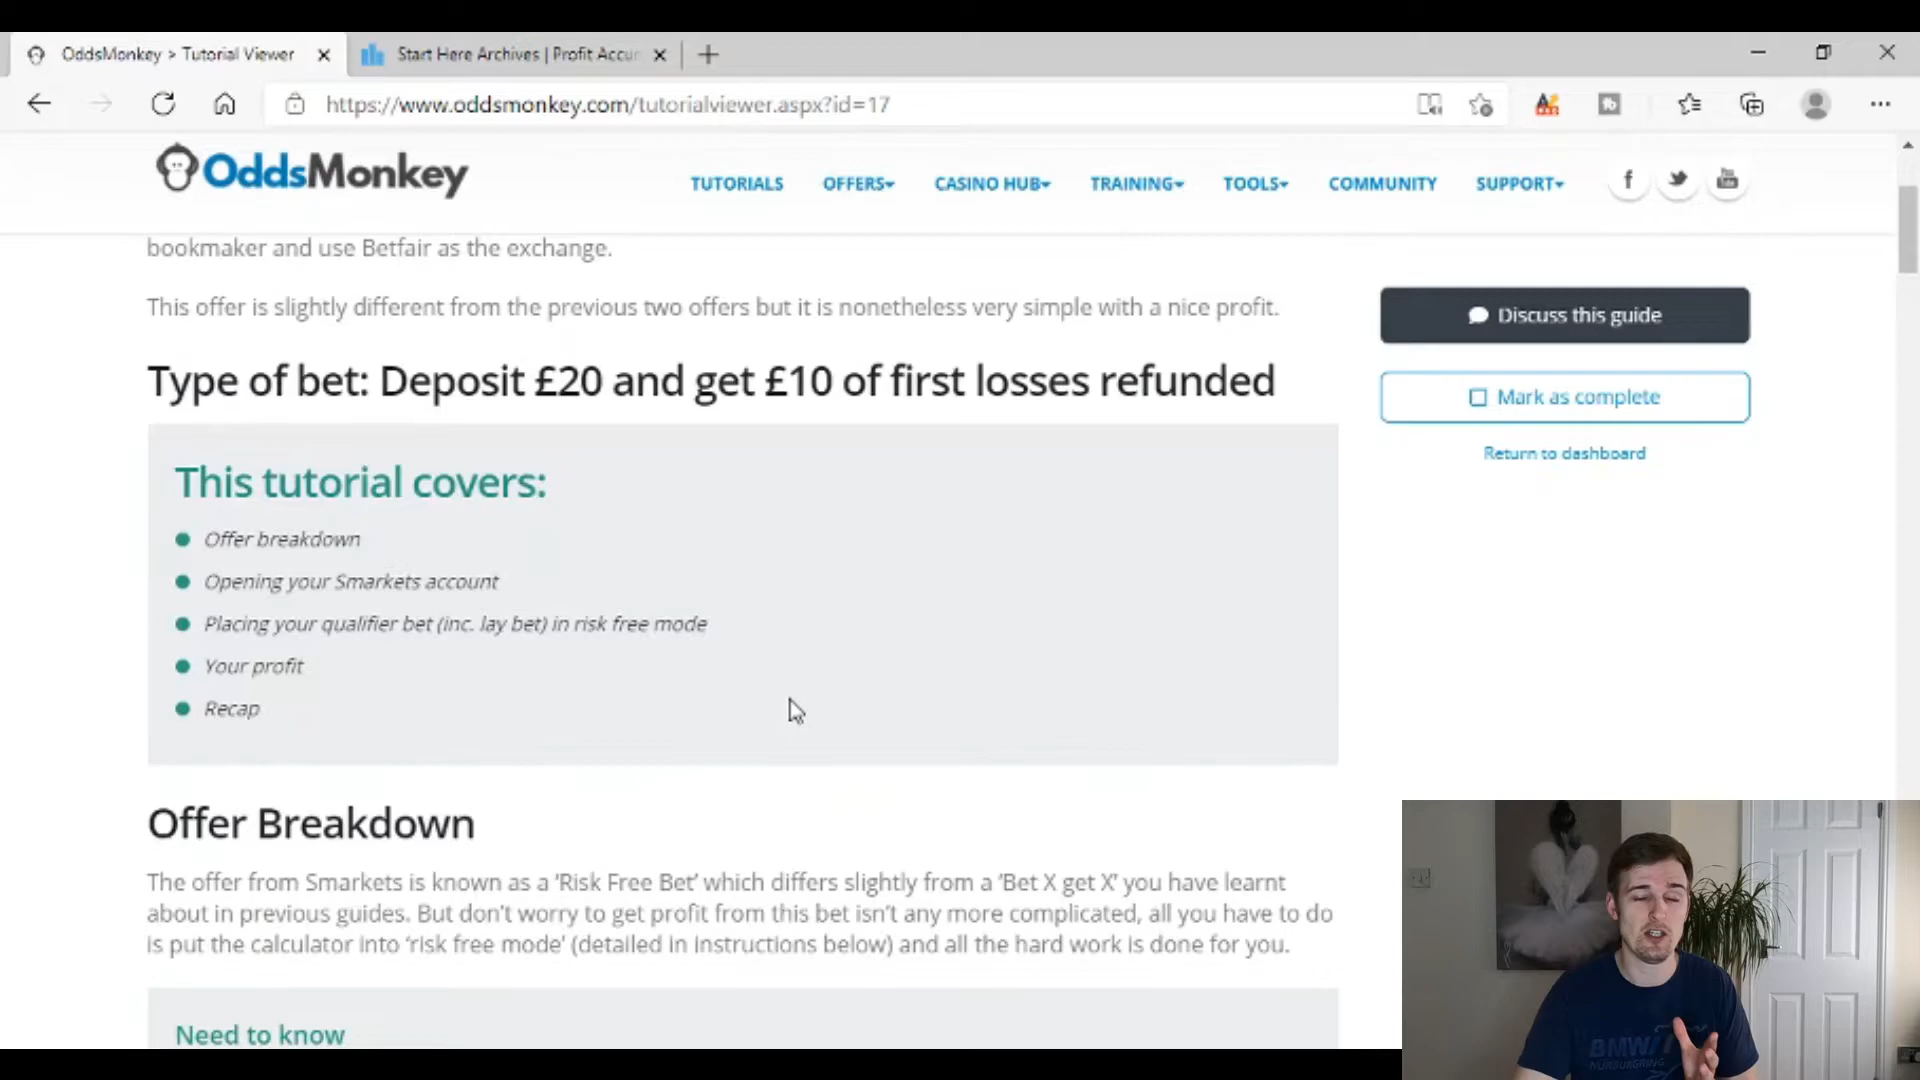 OddsMonkey > Tutorial Viewer
Start Here Archives | Profit Accu
https://www.oddsmonkey.com/tutorialviewer.aspx?id=17
OddsMonkey
TUTORIALS
OFFERS
CASINO HUB
TRAINING
TOOLS
COMMUNITY
SUPPORT
bookmaker and use Betfair as the exchange.
This offer is slightly different from the previous two offers but it is nonetheless very simple with a nice profit.
Discuss this guide
Type of bet: Deposit £20 and get £10 of first losses refunded
Mark as complete
Return to dashboard
This tutorial covers:
Offer breakdown
Opening your Smarkets account
Placing your qualifier bet (inc. lay bet) in risk free mode
Your profit
Recap
Offer Breakdown
The offer from Smarkets is known as a ‘Risk Free Bet’ which differs slightly from a ‘Bet X get X’ you have learnt
about in previous guides. But don’t worry to get profit from this bet isn’t any more complicated, all you have to do
is put the calculator into ‘risk free mode’ (detailed in instructions below) and all the hard work is done for you.
Need to know
BMW